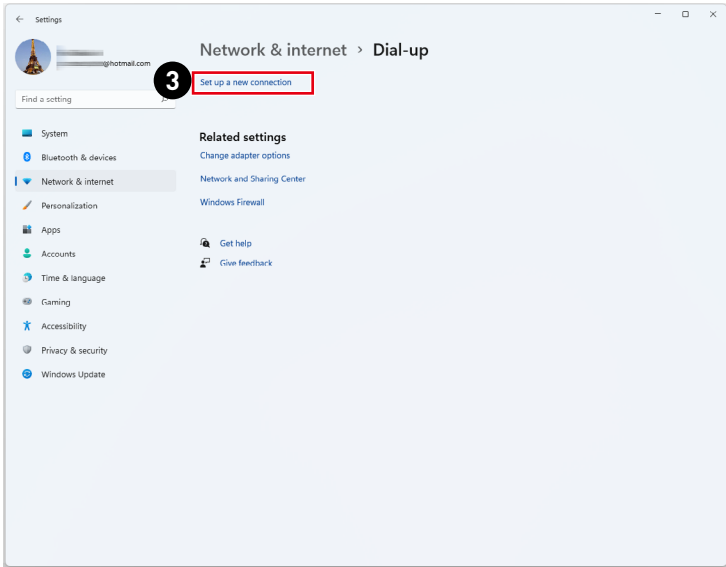 Settings
@hotmail.com
Find a setting
System
Bluetooth & devices
Network & internet
Personalization
Apps
Accounts
Time & language
Gaming
Accessibility
Privacy & security
Windows Update
Network & internet > Dial-up
3
Set up a new connection
Related settings
Change adapter options
Network and Sharing Center
Windows Firewall
Get help
Give feedback